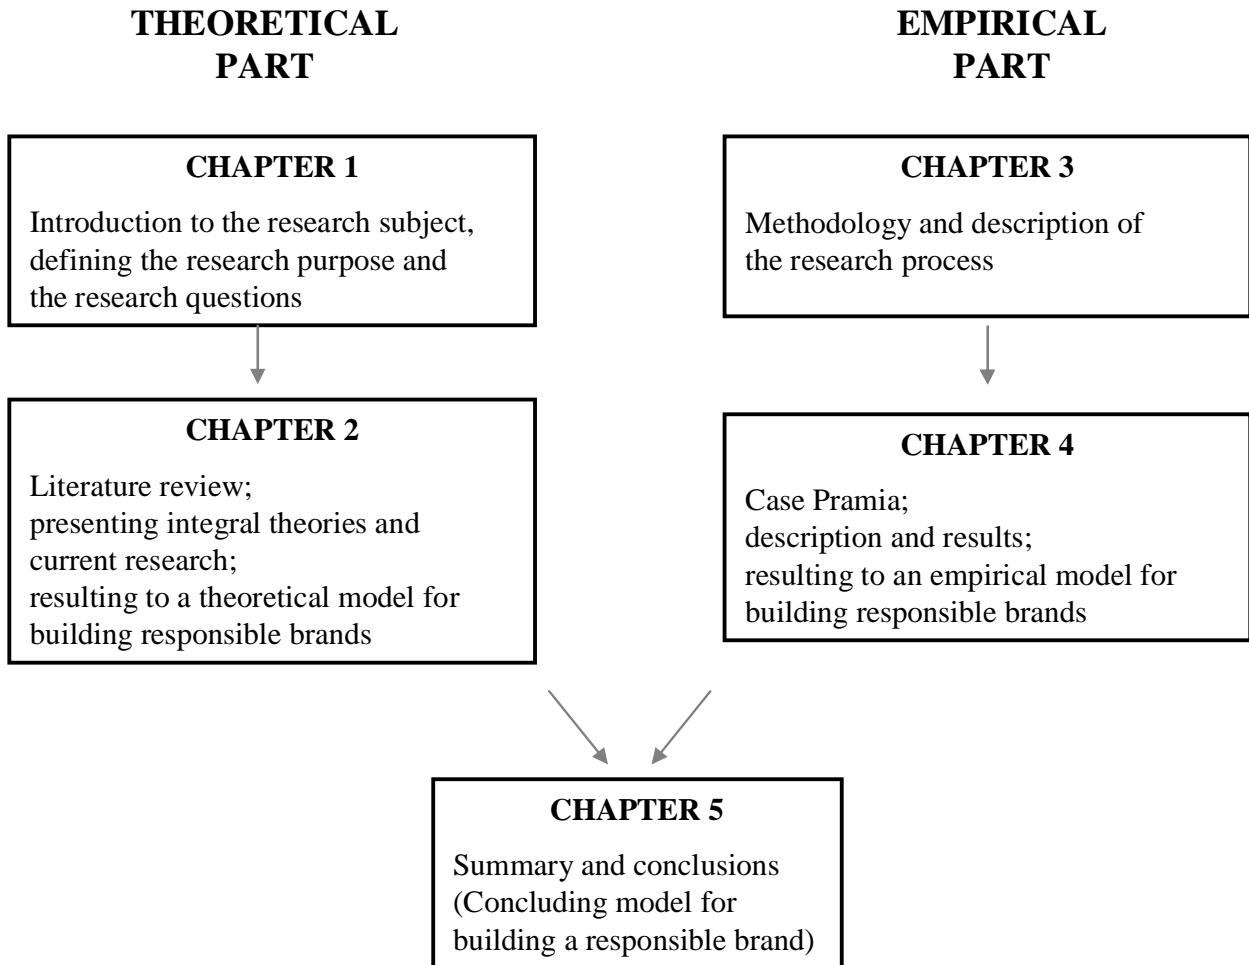 THEORETICAL
PART
CHAPTER 1
Introduction to the research subject,
defining the research purpose and
the research questions
CHAPTER 2
Literature review;
presenting integral theories and
current research;
resulting to a theoretical model for
building responsible brands
EMPIRICAL
PART
CHAPTER 3
Methodology and description of
the research process
CHAPTER 4
Case Pramia;
description and results;
resulting to an empirical model for
building responsible brands
CHAPTER 5
Summary and conclusions
(Concluding model for
building a responsible brand)